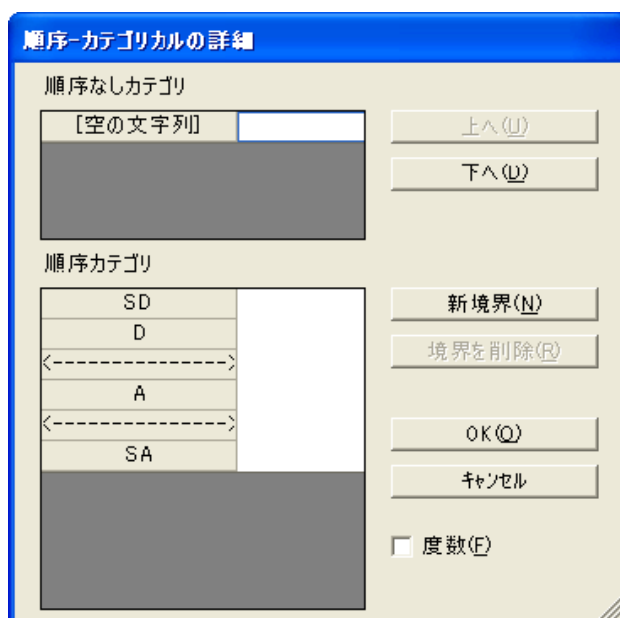 順序-カテゴリカルの詳細
順序なしカテゴリ
[空の文字列]
上へ(U)
下へ(D)
順序カテゴリ
SD
D
<--------------->
A
<--------------->
SA
新境界(N)
境界を削除(R)
OK(O)
キャンセル
度数(F)